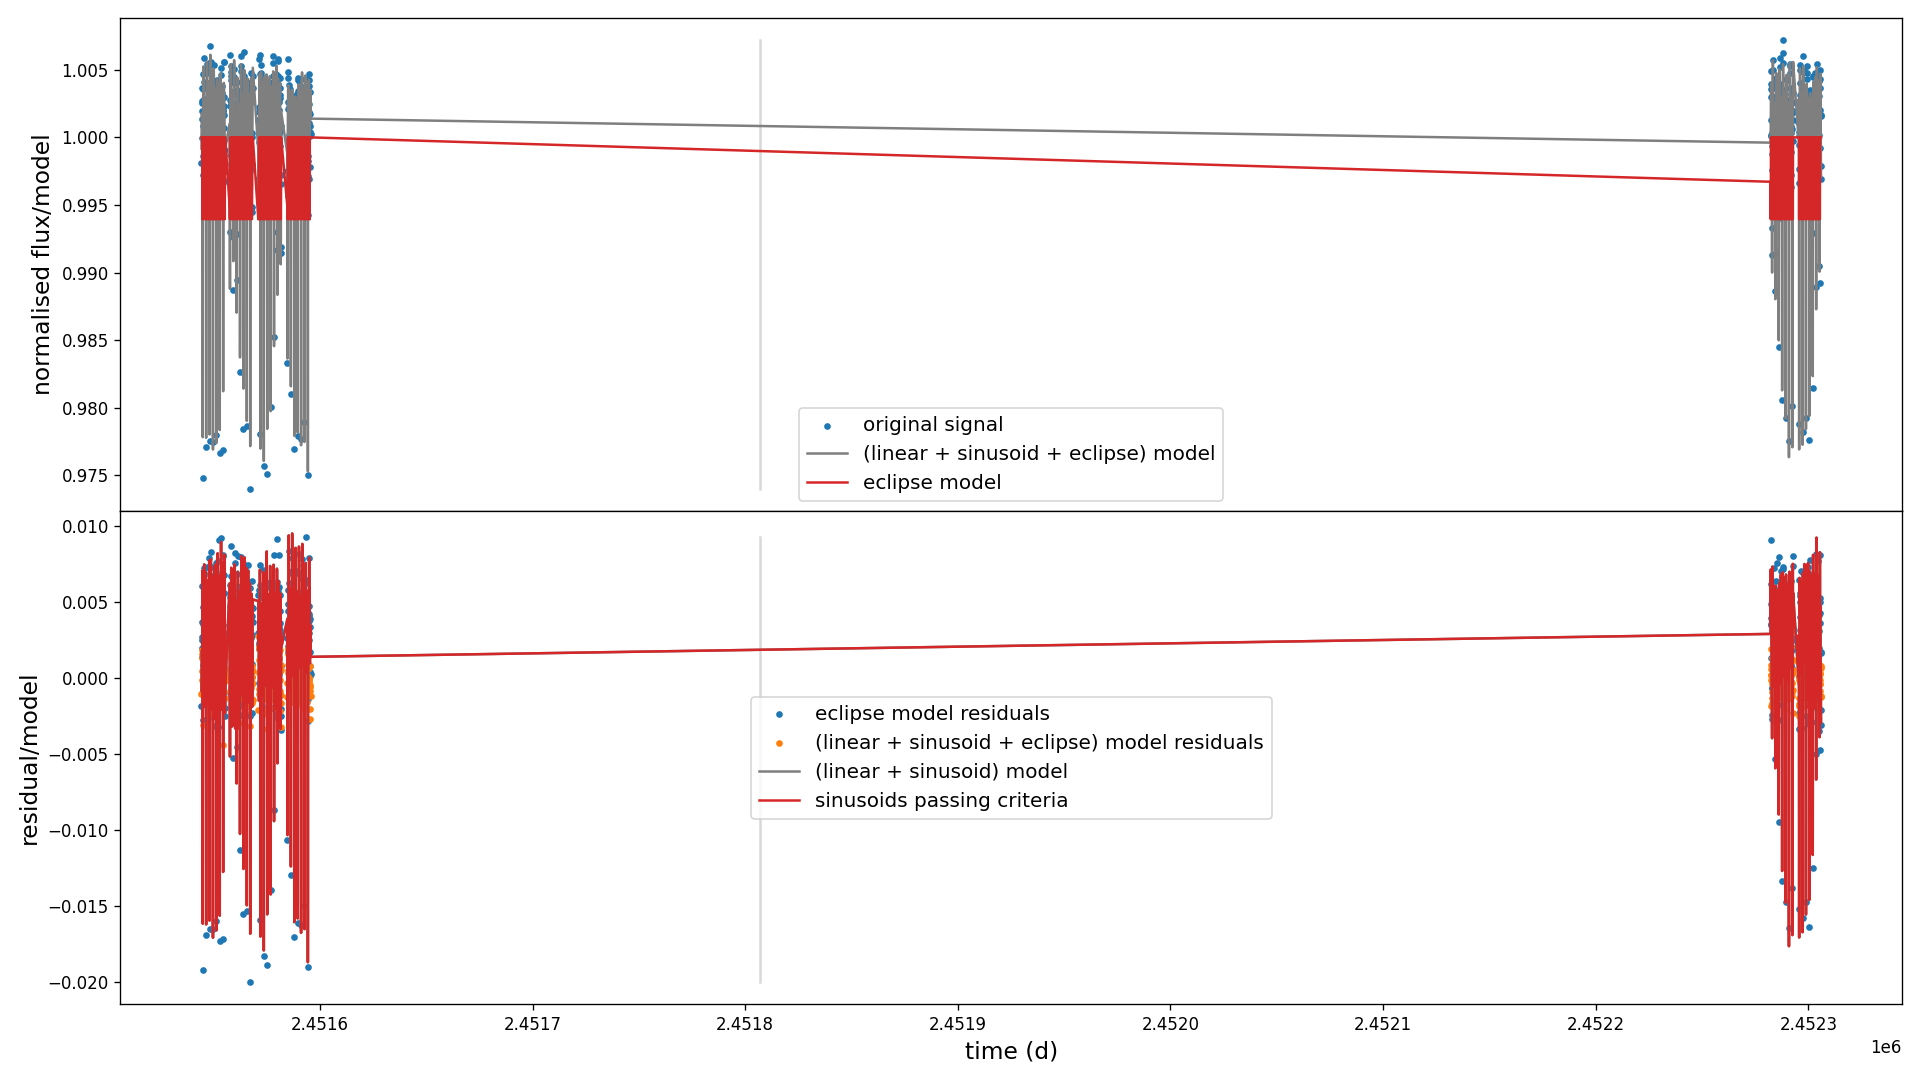 normalised flux/model
1.005
1.000
0.995
0.990
0.985
0.980
0.975
original signal
(linear + sinusoid + eclipse) model
eclipse model
residual/model
0.010
0.005
0.000
−0.005
−0.010
−0.015
−0.020
eclipse model residuals
(linear + sinusoid + eclipse) model residuals
(linear + sinusoid) model
sinusoids passing criteria
2.4516 2.4517 2.4518 2.4519 2.4520 2.4521 2.4522 2.4523
1e6
time (d)